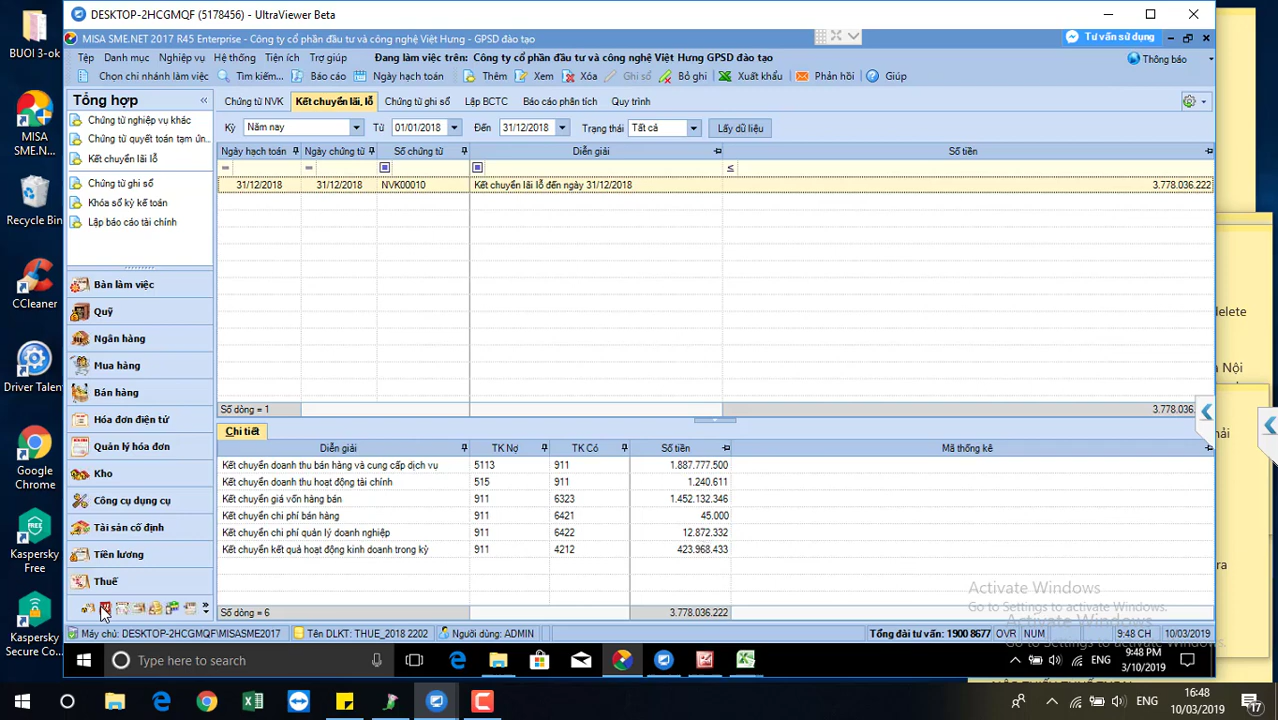 DESKTOP-2HCGMQF (5178456) - UltraViewer Beta
BUOI 3-ok
MISA SME.NET 2017 R45 Enterprise - Công ty cổ phần đầu tư và công nghệ Việt Hưng - GPSD đào tạo
Tư vấn sử dụng
Tệp Danh mục Nghiệp vụ Hệ thống Tiện ích Trợ giúp
Đang làm việc trên: Công ty cổ phần đầu tư và công nghệ Việt Hưng GPSD đào tạo
Thông báo
Chọn chi nhánh làm việc Tìm kiếm... Báo cáo Ngày hạch toán Thêm Xem Xóa Ghi sổ Bỏ ghi Xuất khẩu Phản hồi Giúp
Tổng hợp
Chứng từ NVK Kết chuyển lãi, lỗ Chứng từ ghi sổ Lập BCTC Báo cáo phân tích Quy trình
Chứng từ nghiệp vụ khác
Chứng từ quyết toán tạm ứn...
Kết chuyển lãi lỗ
Chứng từ ghi sổ
Khóa sổ kỳ kế toán
Lập báo cáo tài chính
Kỳ Năm nay Từ 01/01/2018 Đến 31/12/2018 Trạng thái Tất cả Lấy dữ liệu
Ngày hạch toán Ngày chứng từ Số chứng từ Diễn giải Số tiền
= = ≤
31/12/2018 31/12/2018 NVK00010 Kết chuyển lãi lỗ đến ngày 31/12/2018 3.778.036.222
MISA
SME.N...
Recycle Bin
CCleaner
Driver Talent
Google
Chrome
Kaspersky
Free
Kaspersky
Secure Co...
Bàn làm việc
Quỹ
Ngân hàng
Mua hàng
Bán hàng
Hóa đơn điện tử
Quản lý hóa đơn
Kho
Công cụ dụng cụ
Tài sản cố định
Tiền lương
Thuế
Số dòng = 1 3.778.036
Chi tiết
Diễn giải TK Nợ TK Có Số tiền Mã thống kê
Kết chuyển doanh thu bán hàng và cung cấp dịch vụ 5113 911 1.887.777.500
Kết chuyển doanh thu hoạt động tài chính 515 911 1.240.611
Kết chuyển giá vốn hàng bán 911 6323 1.452.132.346
Kết chuyển chi phí bán hàng 911 6421 45.000
Kết chuyển chi phí quản lý doanh nghiệp 911 6422 12.872.332
Kết chuyển kết quả hoạt động kinh doanh trong kỳ 911 4212 423.968.433
Số dòng = 6 3.778.036.222
Activate Windows
Go to Settings to activate Windows.
Activate Windows
Go to Settings to activate Windows.
elete
Nội
Máy chủ: DESKTOP-2HCGMQF\MISASME2017 Tên DLKT: THUE_2018 2202 Người dùng: ADMIN Tổng đài tư vấn: 1900 8677 OVR NUM 9:48 CH 10/03/2019
Type here to search
ENG
9:48 PM
3/10/2019
ENG
16:48
10/03/2019
17